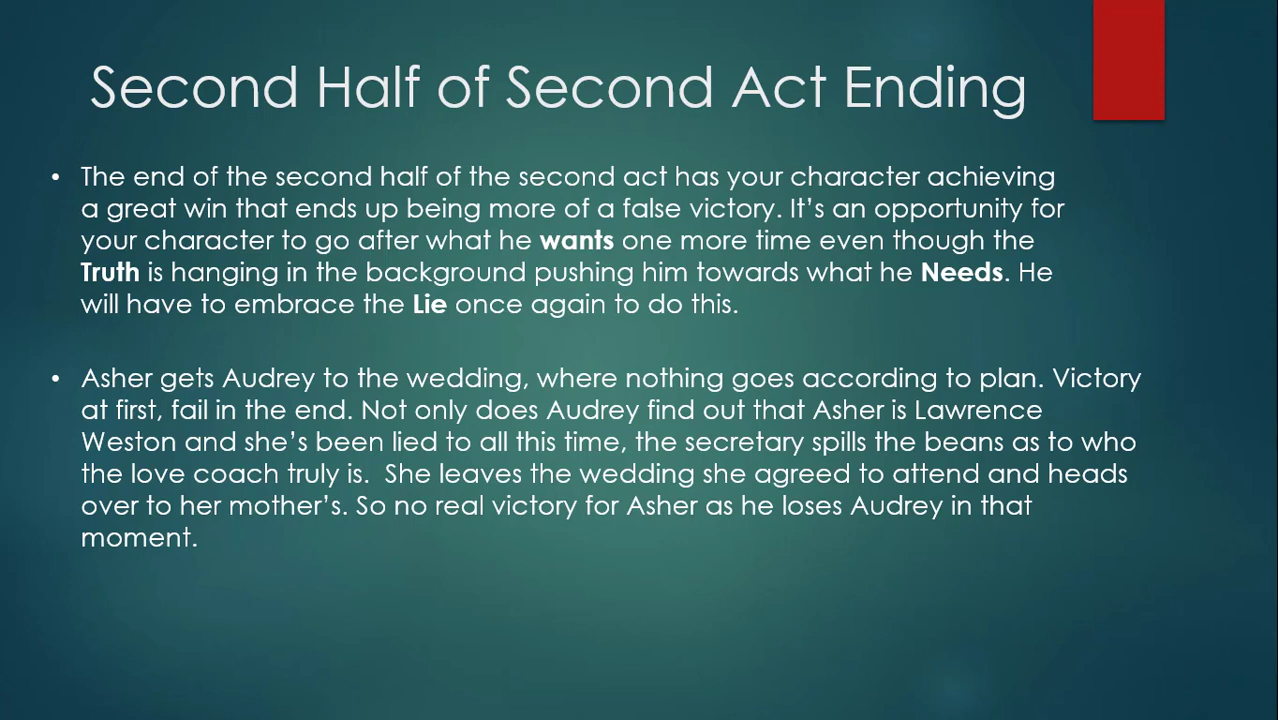 Second Half of Second Act Ending
• The end of the second half of the second act has your character achieving
a great win that ends up being more of a false victory. It's an opportunity for
your character to go after what he wants one more time even though the
Truth is hanging in the background pushing him towards what he Needs. He
will have to embrace the Lie once again to do this.
• Asher gets Audrey to the wedding, where nothing goes according to plan. Victory
at first, fail in the end. Not only does Audrey find out that Asher is Lawrence
Weston and she's been lied to all this time, the secretary spills the beans as to who
the love coach truly is.  She leaves the wedding she agreed to attend and heads
over to her mother's. So no real victory for Asher as he loses Audrey in that
moment.